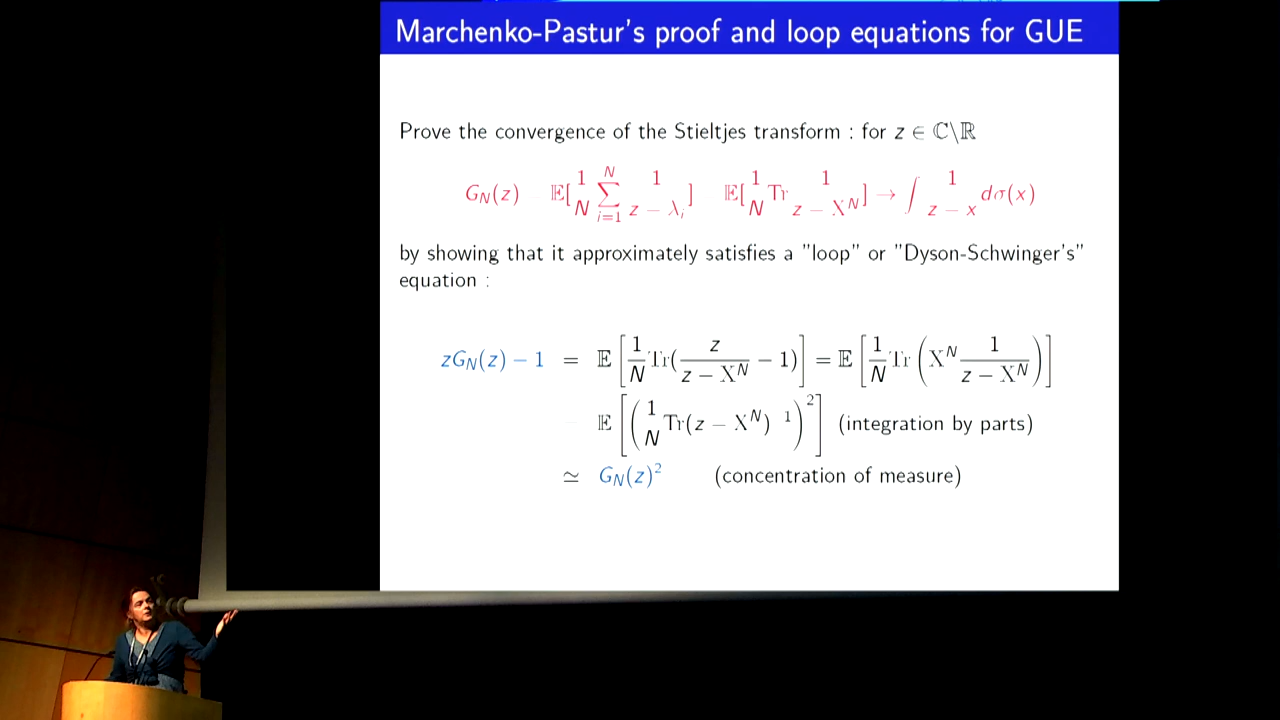 Marchenko-Pastur's proof and loop equations for GUE
Prove the convergence of the Stieltjes transform : for z ∈ ℂ\ℝ
G_N(z) 𝔼[1/N ∑_{i=1}^N 1/(z − λ_i)] 𝔼[1/N Tr 1/(z − X^N)] → ∫ 1/(z − x) dσ(x)
by showing that it approximately satisfies a "loop" or "Dyson-Schwinger's"
equation :
zG_N(z) − 1 = 𝔼[1/N Tr(z/(z − X^N) − 1)] = 𝔼[1/N Tr(X^N 1/(z − X^N))]
𝔼[(1/N Tr(z − X^N)^1)^2] (integration by parts)
≃ G_N(z)^2 (concentration of measure)